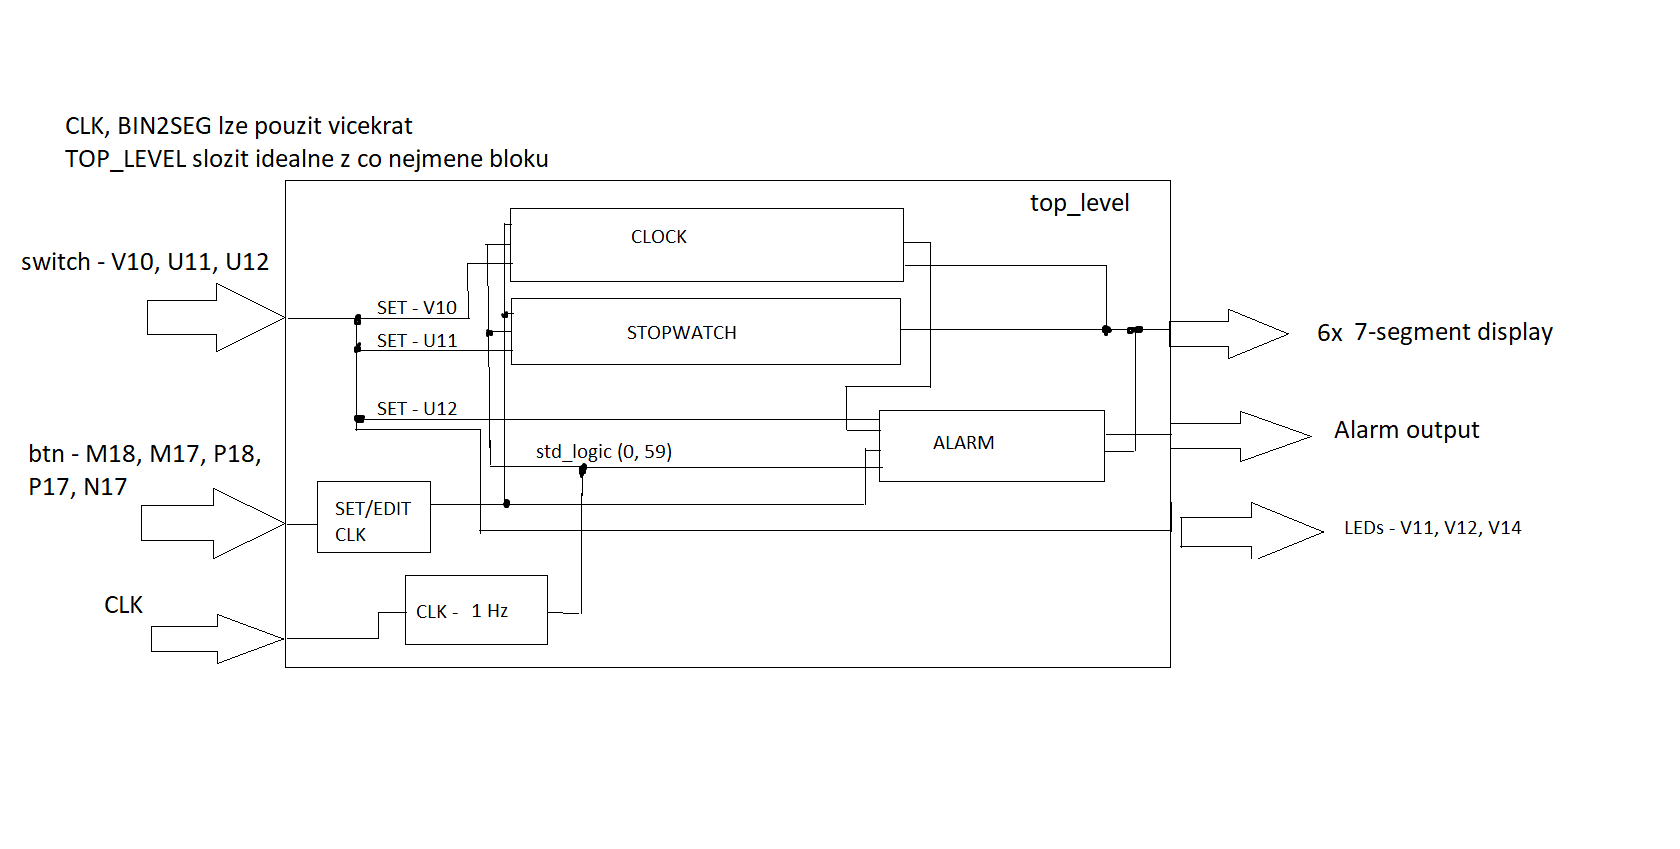 CLK, BIN2SEG lze pouzit vicekrat
TOP_LEVEL slozit idealne z co nejmene bloku
top_level
CLOCK
switch - V10, U11, U12
SET - V10
STOPWATCH
6x 7-segment display
SET - U11
SET - U12
ALARM
Alarm output
btn - M18, M17, P18,
P17, N17
std_logic (0, 59)
SET/EDIT
CLK
LEDs - V11, V12, V14
CLK
CLK - 1 Hz